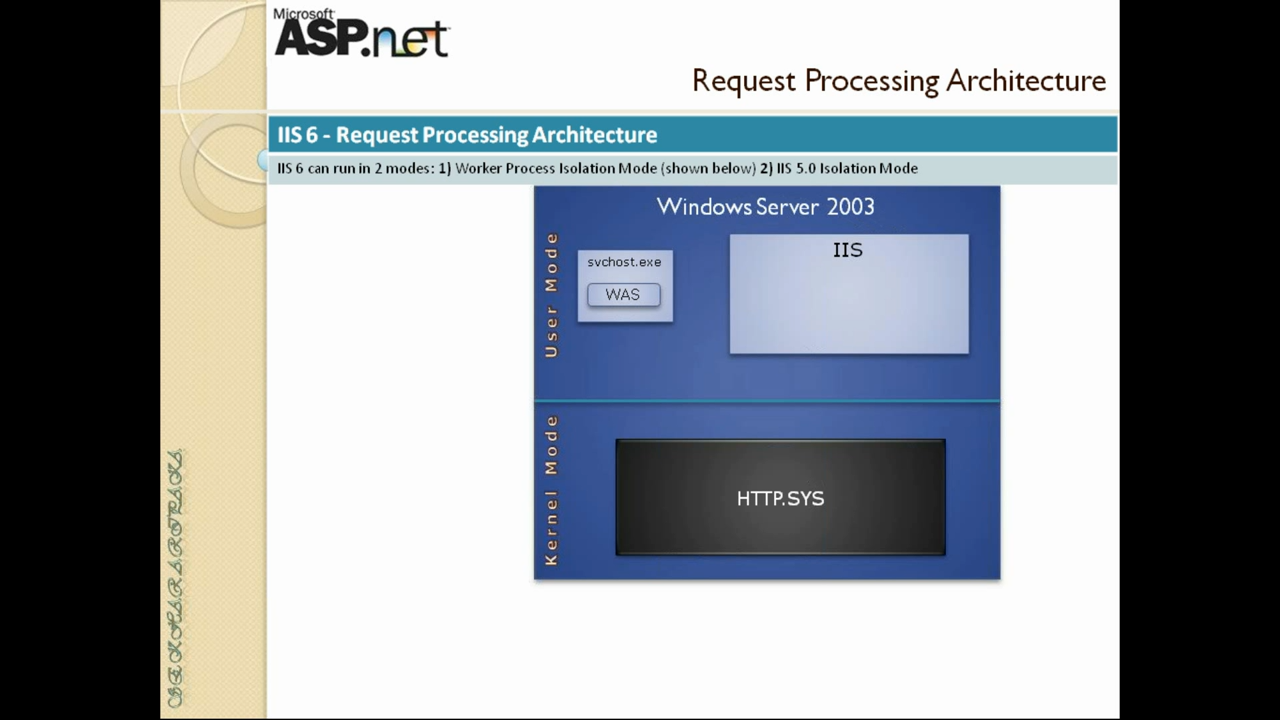 Microsoft
ASP.net
Request Processing Architecture
IIS 6 - Request Processing Architecture
IIS 6 can run in 2 modes: 1) Worker Process Isolation Mode (shown below) 2) IIS 5.0 Isolation Mode
Windows Server 2003
User Mode
svchost.exe
WAS
IIS
Kernel Mode
HTTP.SYS